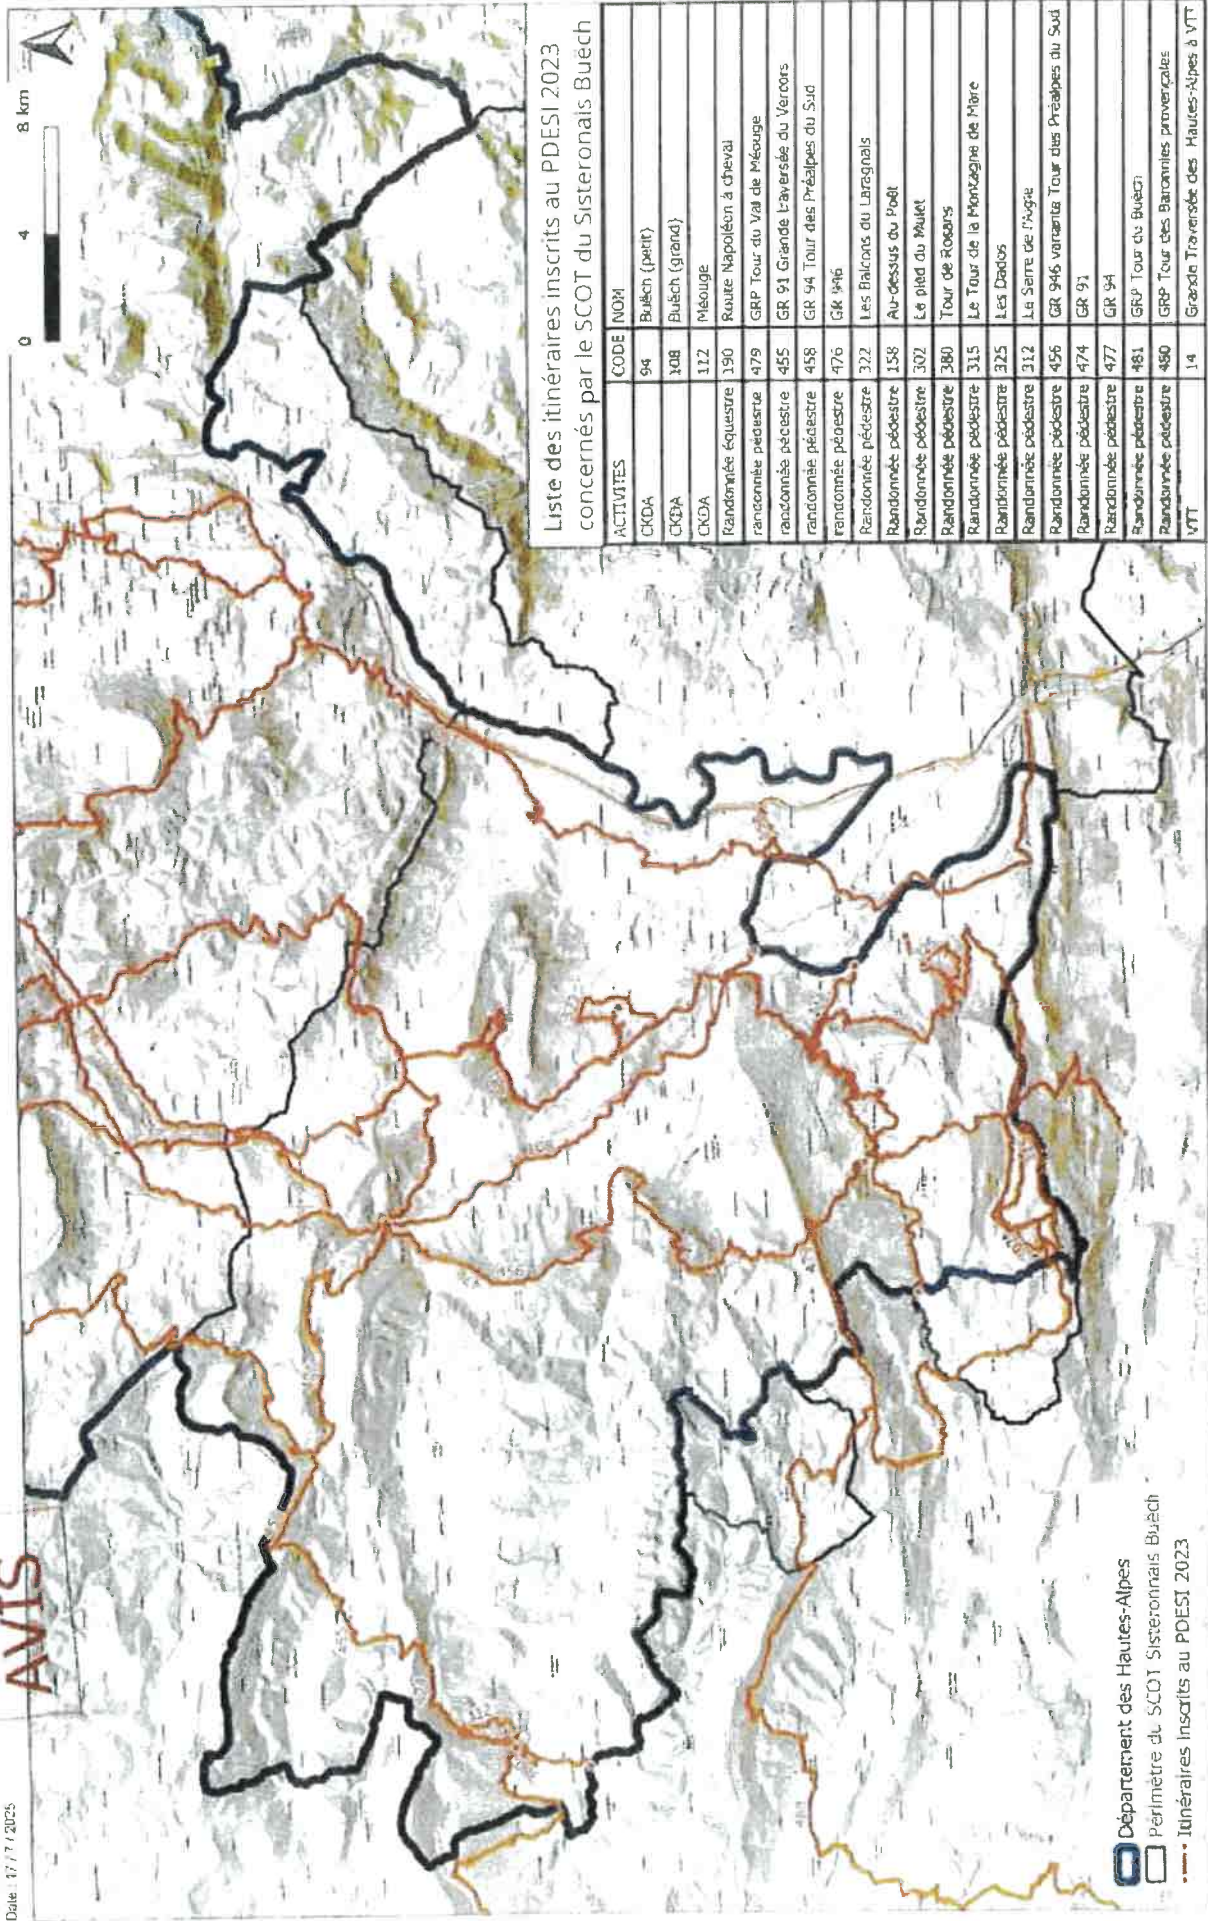 Date : 17 / 7 / 2025
AVIS
0 4 8 km
Liste des itinéraires inscrits au PDESI 2023
concernés par le SCOT du Sisteronais Buëch
ACTIVITES CODE NOM
CKDA 94 Buëch (petit)
CKDA 108 Buëch (grand)
CKDA 112 Méouge
Randonnée équestre 190 Route Napoléon à cheval
randonnée pédestre 479 GRP Tour du Val de Méouge
randonnée pédestre 455 GR 91 Grande traversée du Vercors
randonnée pédestre 458 GR 94 Tour des Préalpes du Sud
randonnée pédestre 476 GR 946
Randonnée pédestre 322 Les Balcons du Laragnais
Randonnée pédestre 158 Au-dessus du Poët
Randonnée pédestre 302 Le pied du Mulet
Randonnée pédestre 380 Tour de Rosans
Randonnée pédestre 315 Le Tour de la Montagne de Mare
Randonnée pédestre 325 Les Dados
Randonnée pédestre 312 La Serre de l'Aigle
Randonnée pédestre 456 GR 946 variante Tour des Préalpes du Sud
Randonnée pédestre 474 GR 91
Randonnée pédestre 477 GR 94
Randonnée pédestre 481 GRP Tour du Buëch
Randonnée pédestre 480 GRP Tour des Baronnies provençales
VTT 14 Grande Traversée des Hautes-Alpes à VTT
Département des Hautes-Alpes
Périmètre du SCOT Sisteronnais Buëch
Itinéraires inscrits au PDESI 2023